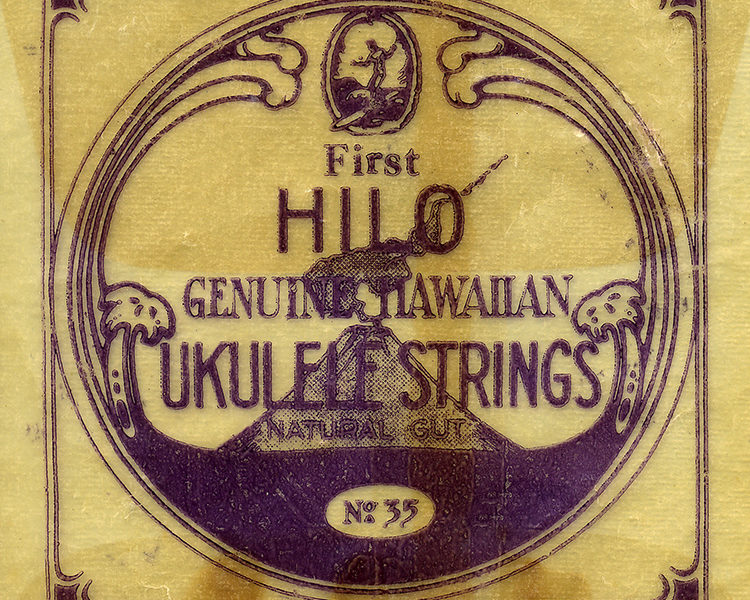 First
HILO
GENUINE HAWAIIAN
UKULELE STRINGS
NATURAL GUT
No: 35